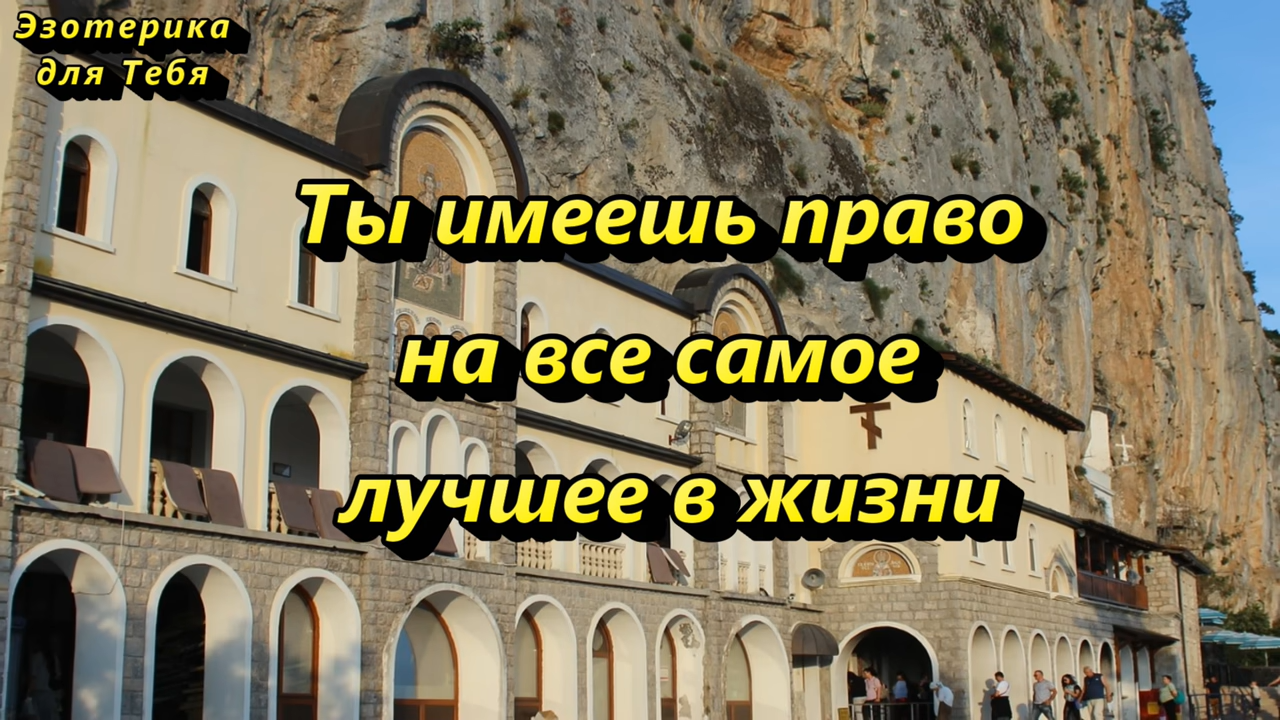 Эзотерика
для Тебя
Ты имеешь право
на все самое
лучшее в жизни